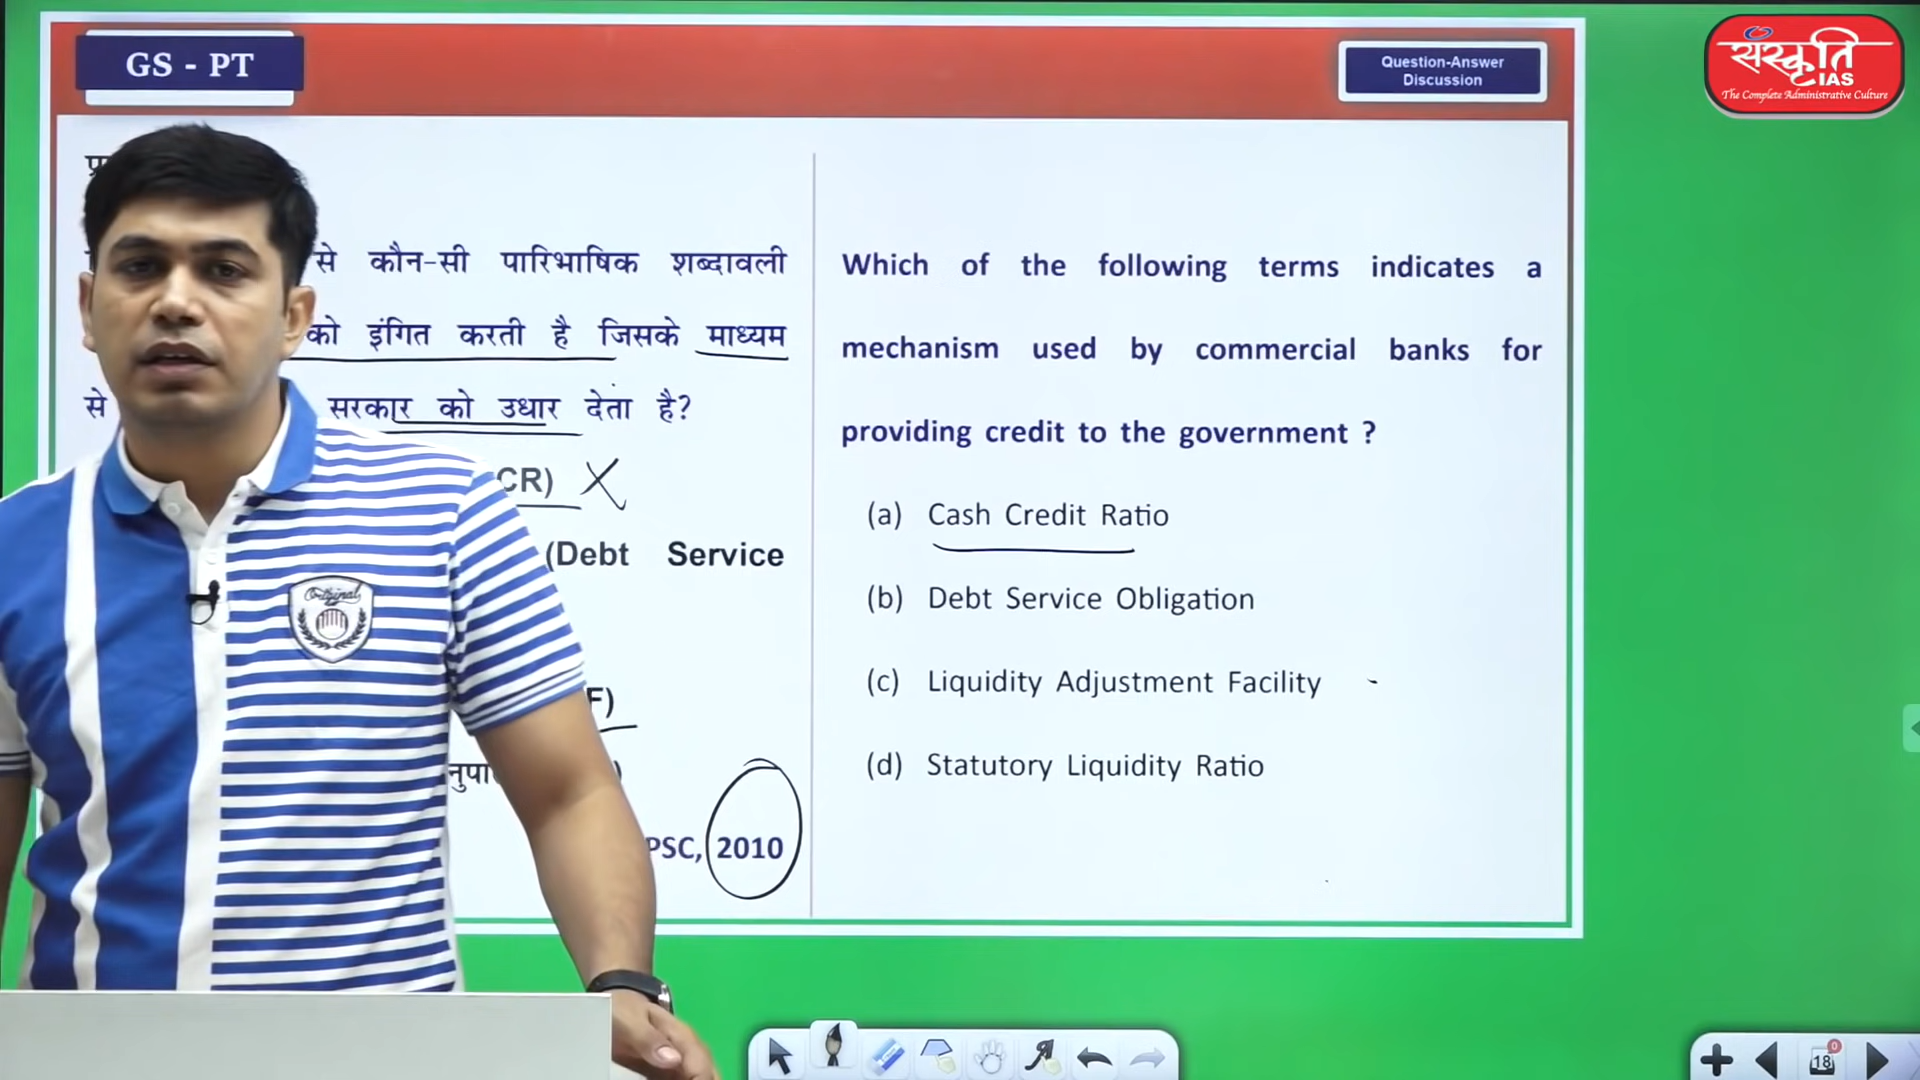 GS - PT
Question-Answer
Discussion
संस्कृति
IAS
The Complete Administrative Culture
से कौन-सी पारिभाषिक शब्दावली
को इंगित करती है जिसके माध्यम
से सरकार को उधार देता है?
CR)
(Debt Service
F)
PSC, 2010
Which of the following terms indicates a
mechanism used by commercial banks for
providing credit to the government ?
(a) Cash Credit Ratio
(b) Debt Service Obligation
(c) Liquidity Adjustment Facility
(d) Statutory Liquidity Ratio
Original
18
0